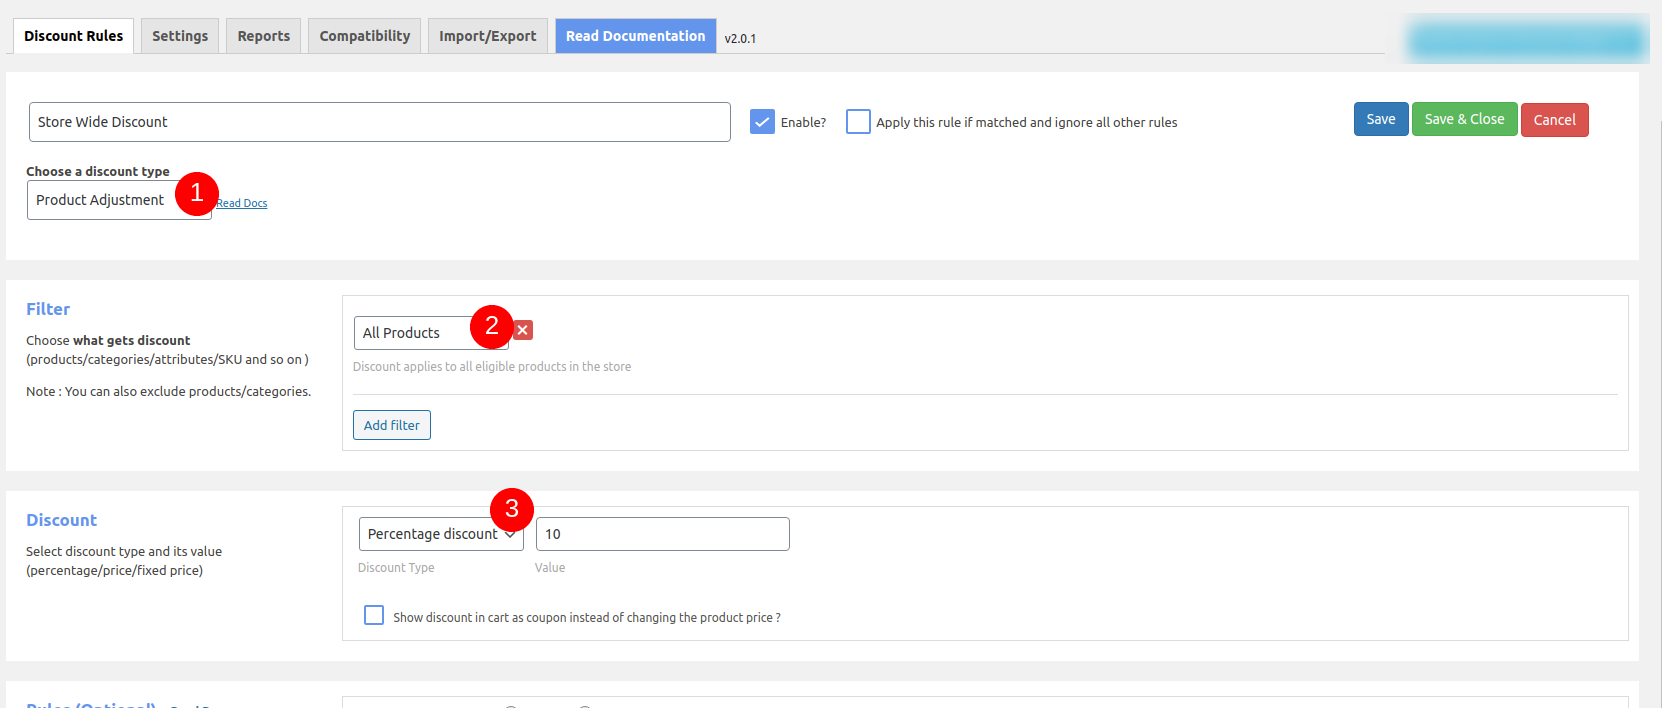 Discount Rules Settings Reports Compatibility Import/Export Read Documentation v2.0.1
Store Wide Discount Enable? Apply this rule if matched and ignore all other rules Save Save & Close Cancel
Choose a discount type
Product Adjustment 1 Read Docs
Filter
Choose what gets discount
(products/categories/attributes/SKU and so on )
Note : You can also exclude products/categories.
All Products 2
Discount applies to all eligible products in the store
Add filter
Discount
Select discount type and its value
(percentage/price/fixed price)
3
Percentage discount 10
Discount Type Value
Show discount in cart as coupon instead of changing the product price ?
Rules (Optional)